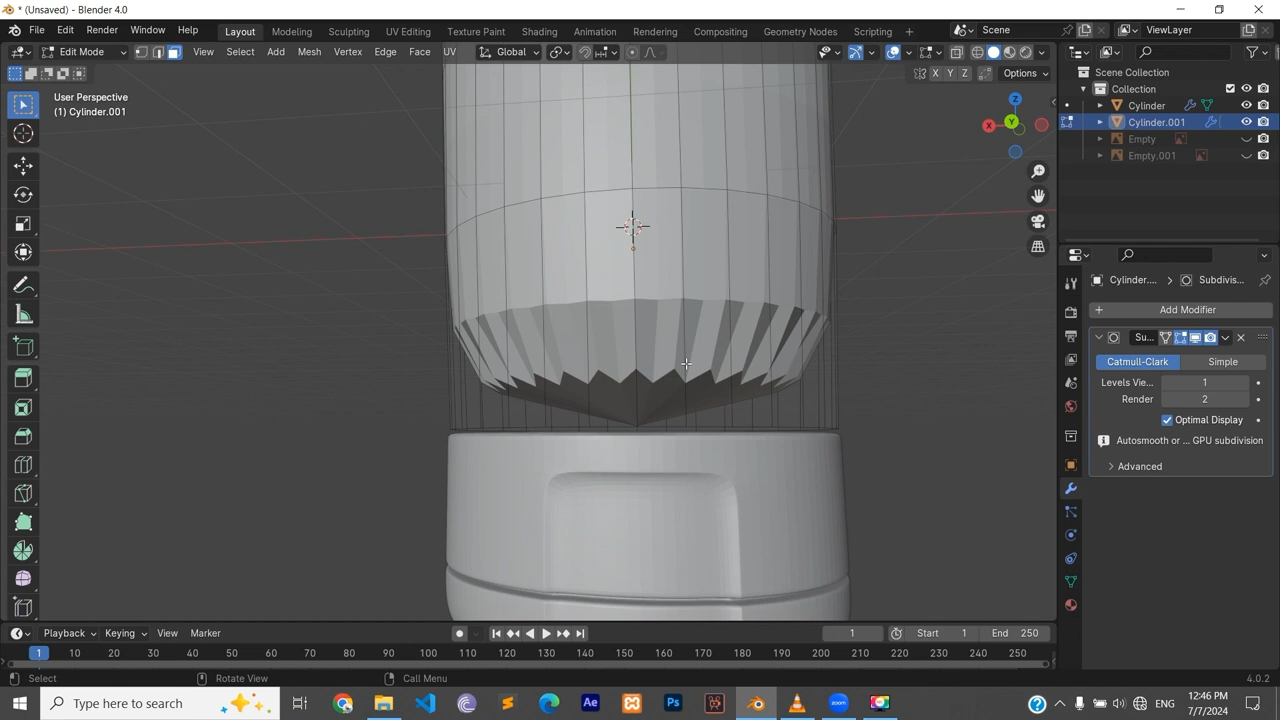 * (Unsaved) - Blender 4.0
File Edit Render Window Help Layout Modeling Sculpting UV Editing Texture Paint Shading Animation Rendering Compositing Geometry Nodes Scripting + Scene ViewLayer
Edit Mode View Select Add Mesh Vertex Edge Face UV Global
X Y Z Options
User Perspective
(1) Cylinder.001
Z
X
Y
Scene Collection
Collection
Cylinder
Cylinder.001
Empty
Empty.001
Cylinder.... > Subdivis...
+ Add Modifier
Su...
Catmull-Clark Simple
Levels Vie... 1
Render 2
Optimal Display
Autosmooth or ... GPU subdivision
Advanced
Playback Keying View Marker 1 Start 1 End 250
1 10 20 30 40 50 60 70 80 90 100 110 120 130 140 150 160 170 180 190 200 210 220 230 240 250
Select Rotate View Call Menu 4.0.2
Type here to search Ae Ps zoom ENG 12:46 PM
7/7/2024